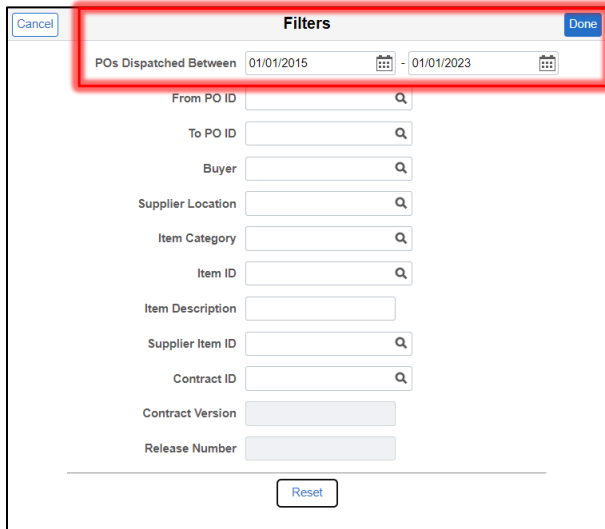 Cancel Filters Done
POs Dispatched Between 01/01/2015 - 01/01/2023
From PO ID
To PO ID
Buyer
Supplier Location
Item Category
Item ID
Item Description
Supplier Item ID
Contract ID
Contract Version
Release Number
Reset